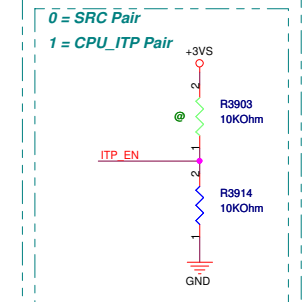 0 = SRC Pair
1 = CPU_ITP Pair
+3VS
2
R3903
10KOhm
@
1
ITP_EN
2
R3914
10KOhm
1
GND